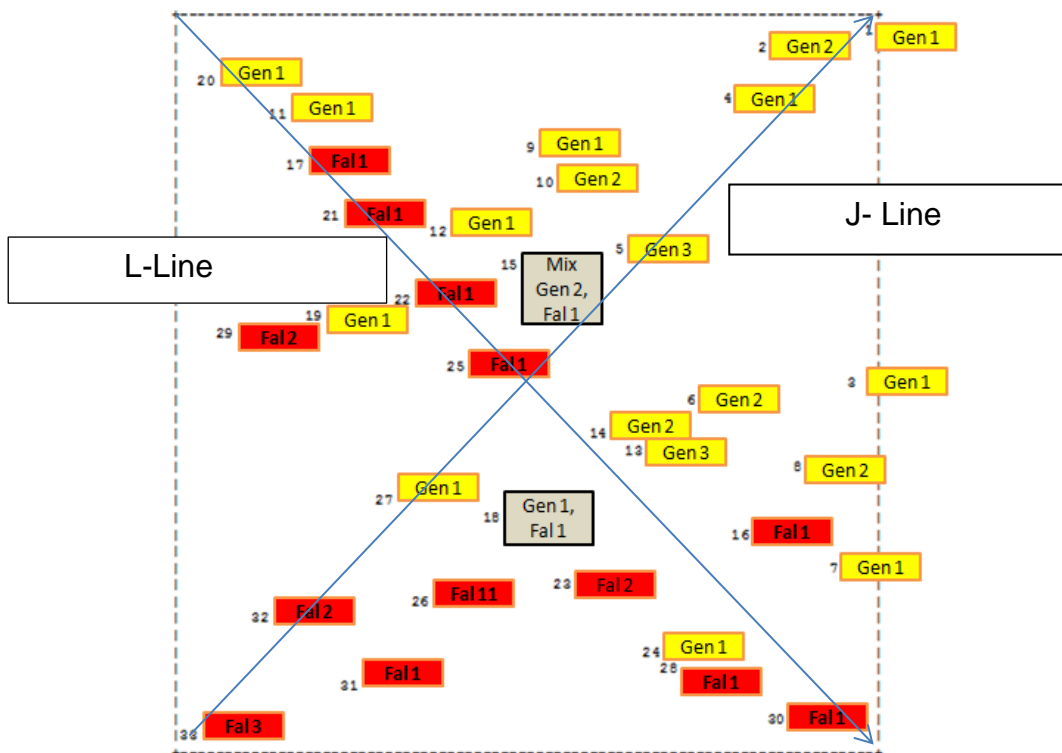 1 Gen 1
2 Gen 2
20 Gen 1
4 Gen 1
11 Gen 1
9 Gen 1
17 Fal 1
10 Gen 2
21 Fal 1
12 Gen 1
J- Line
5 Gen 3
L-Line
15 Mix
Gen 2,
Fal 1
22 Fal 1
19 Gen 1
29 Fal 2
25 Fal 1
3 Gen 1
6 Gen 2
14 Gen 2
13 Gen 3
8 Gen 2
27 Gen 1
18 Gen 1,
Fal 1
16 Fal 1
7 Gen 1
23 Fal 2
26 Fal 11
32 Fal 2
24 Gen 1
31 Fal 1
28 Fal 1
30 Fal 1
33 Fal 3